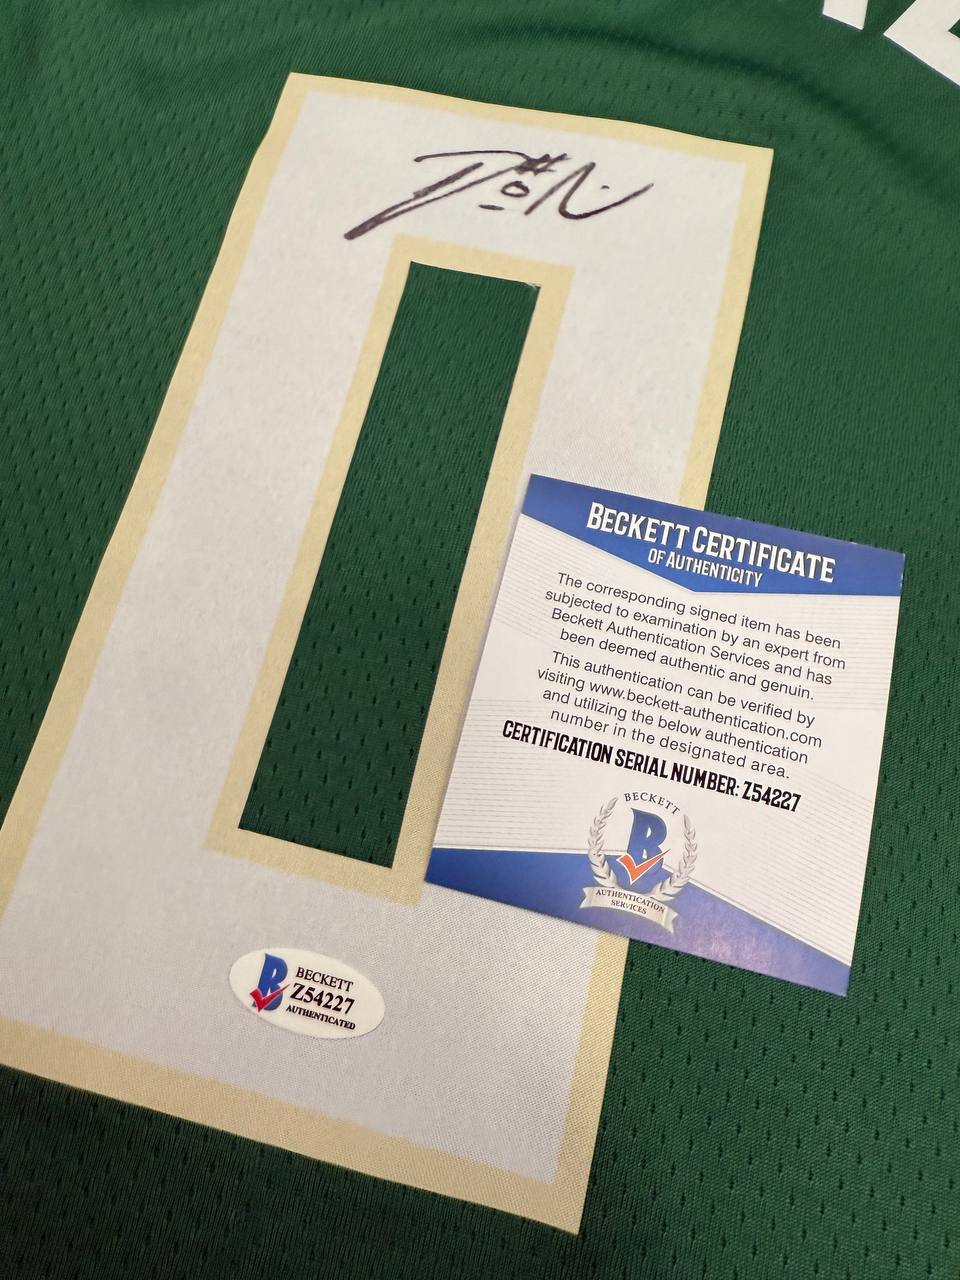 0
#0
BECKETT CERTIFICATE
OF AUTHENTICITY
The corresponding signed item has been
subjected to examination by an expert from
Beckett Authentication Services and has
been deemed authentic and genuin.
This authentication can be verified by
visiting www.beckett-authentication.com
and utilizing the below authentication
number in the designated area.
CERTIFICATION SERIAL NUMBER: Z54227
BECKETT
B
AUTHENTICATION
SERVICES
B
BECKETT
Z54227
AUTHENTICATED